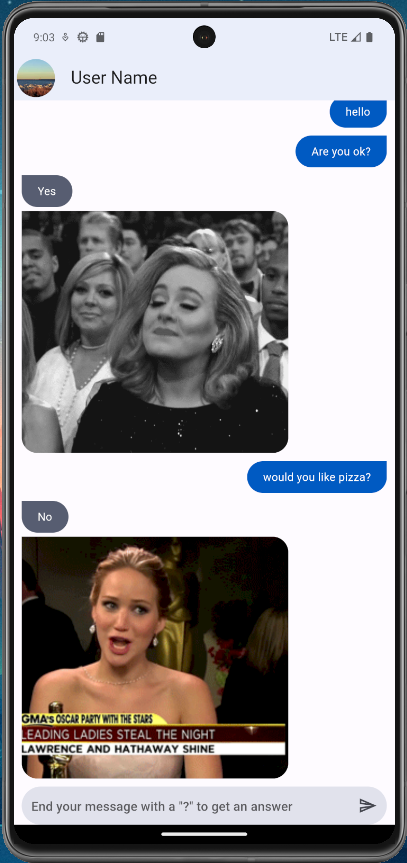 9:03
LTE
User Name
hello
Are you ok?
Yes
would you like pizza?
No
GMA's OSCAR PARTY WITH THE STARS
LEADING LADIES STEAL THE NIGHT
LAWRENCE AND HATHAWAY SHINE
End your message with a "?" to get an answer